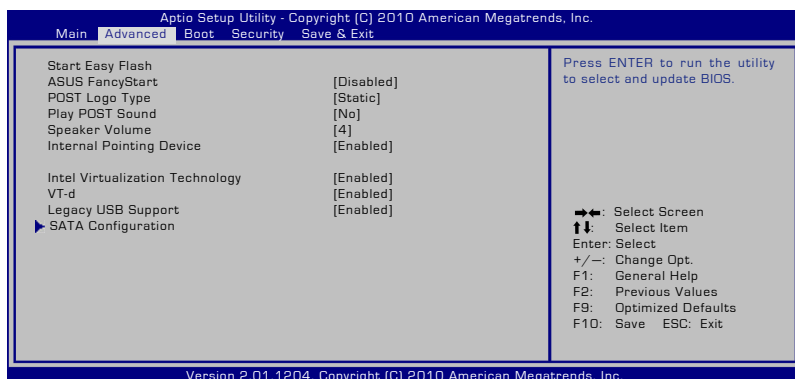 Aptio Setup Utility - Copyright (C) 2010 American Megatrends, Inc.
Main Advanced Boot Security Save & Exit
Start Easy Flash
ASUS FancyStart [Disabled]
POST Logo Type [Static]
Play POST Sound [No]
Speaker Volume [4]
Internal Pointing Device [Enabled]
Intel Virtualization Technology [Enabled]
VT-d [Enabled]
Legacy USB Support [Enabled]
SATA Configuration
Press ENTER to run the utility
to select and update BIOS.
→←: Select Screen
↑↓: Select Item
Enter: Select
+/—: Change Opt.
F1: General Help
F2: Previous Values
F9: Optimized Defaults
F10: Save ESC: Exit
Version 2.01.1204. Copyright (C) 2010 American Megatrends, Inc.